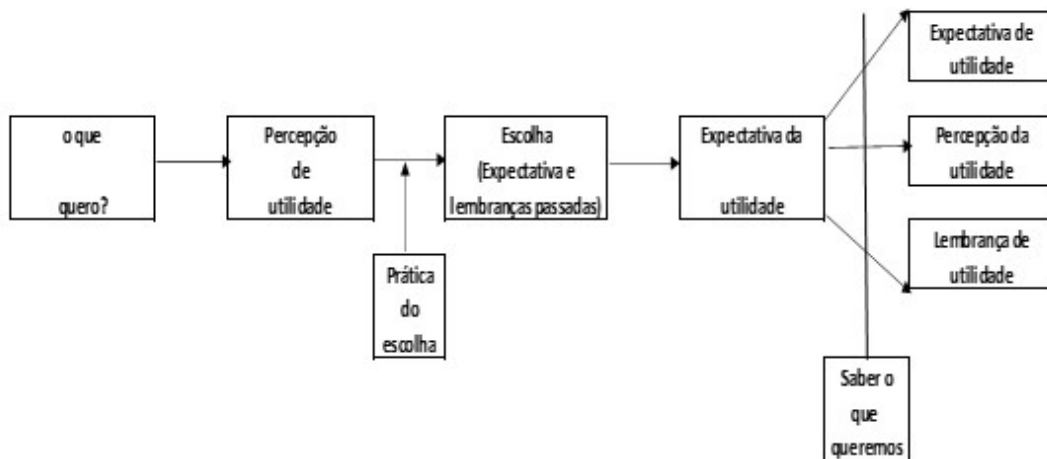 o que
quero?
Percepção
de
utilidade
Prática
do
escolha
Escolha
(Expectativa e
lembranças passadas)
Expectativa da
utilidade
Saber o
que
queremos
Expectativa de
utilidade
Percepção da
utilidade
Lembrança de
utilidade